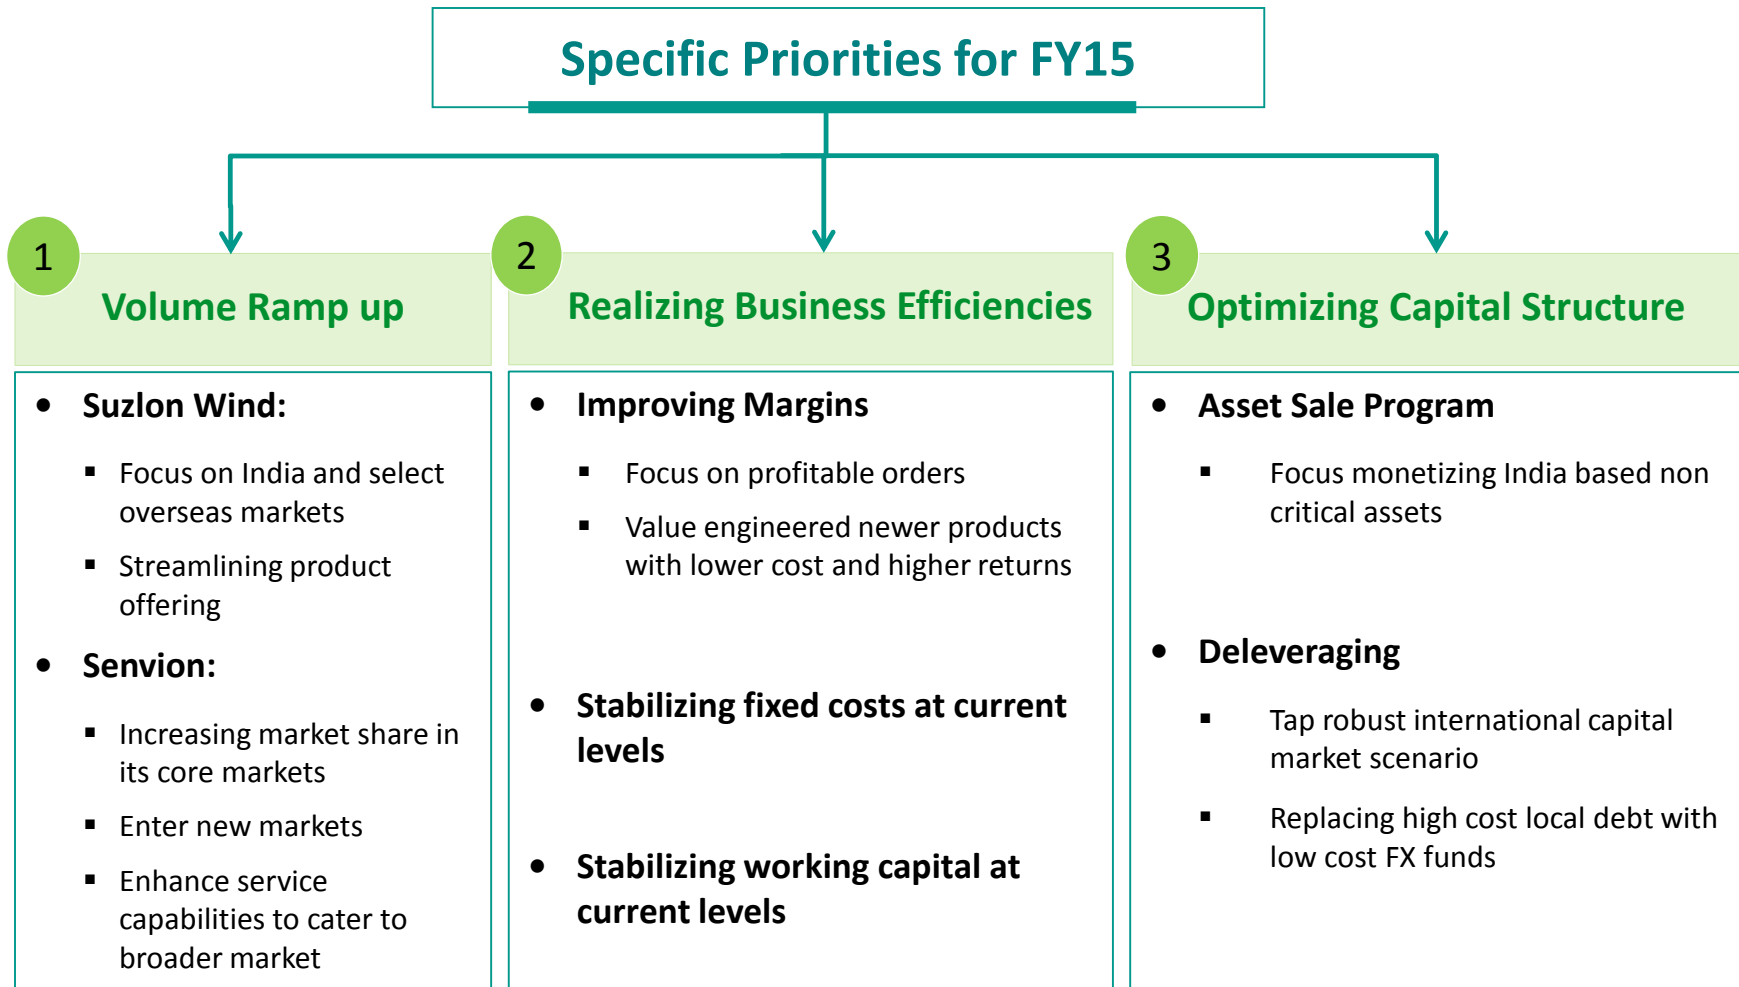 Specific Priorities for FY15
1
Volume Ramp up
• Suzlon Wind:
▪ Focus on India and select
overseas markets
▪ Streamlining product
offering
• Senvion:
▪ Increasing market share in
its core markets
▪ Enter new markets
▪ Enhance service
capabilities to cater to
broader market
2
Realizing Business Efficiencies
• Improving Margins
▪ Focus on profitable orders
▪ Value engineered newer products
with lower cost and higher returns
• Stabilizing fixed costs at current
levels
• Stabilizing working capital at
current levels
3
Optimizing Capital Structure
• Asset Sale Program
▪ Focus monetizing India based non
critical assets
• Deleveraging
▪ Tap robust international capital
market scenario
▪ Replacing high cost local debt with
low cost FX funds